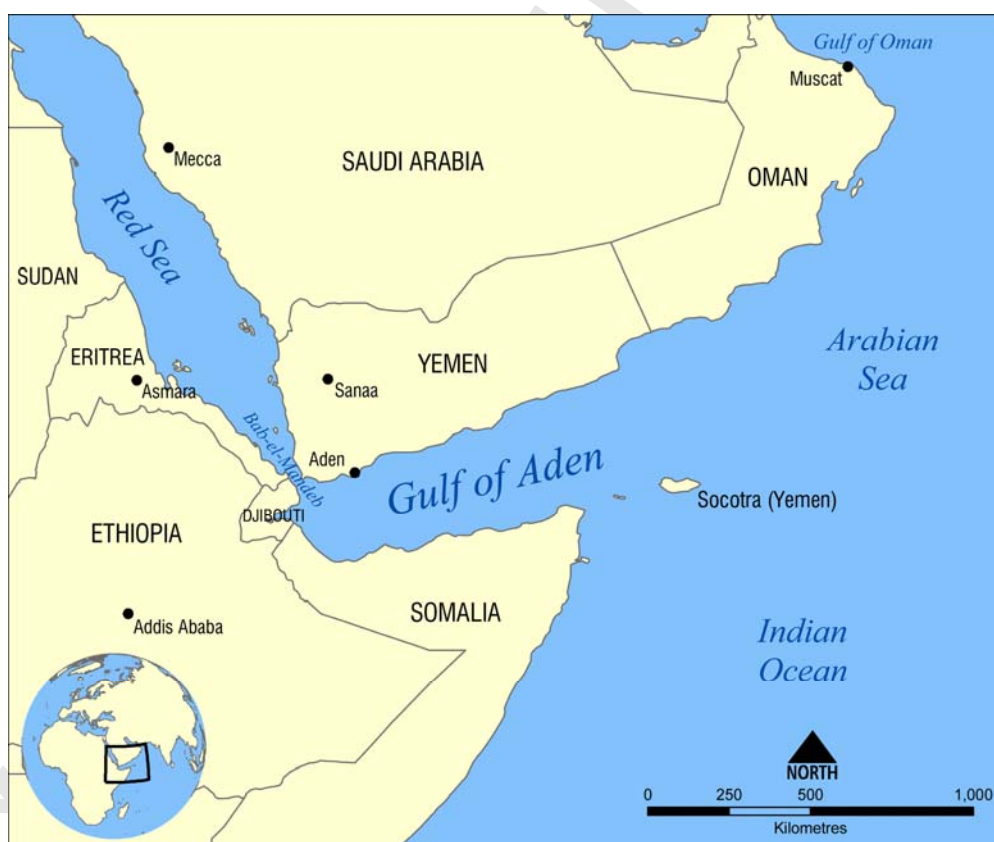 Gulf of Oman
Muscat
Mecca
SAUDI ARABIA
OMAN
Red Sea
SUDAN
Arabian
Sea
ERITREA
YEMEN
Asmara
Sanaa
Bab-el-Mandeb
Aden
Gulf of Aden
Socotra (Yemen)
DJIBOUTI
ETHIOPIA
SOMALIA
Addis Ababa
Indian
Ocean
NORTH
0 250 500 1,000
Kilometres